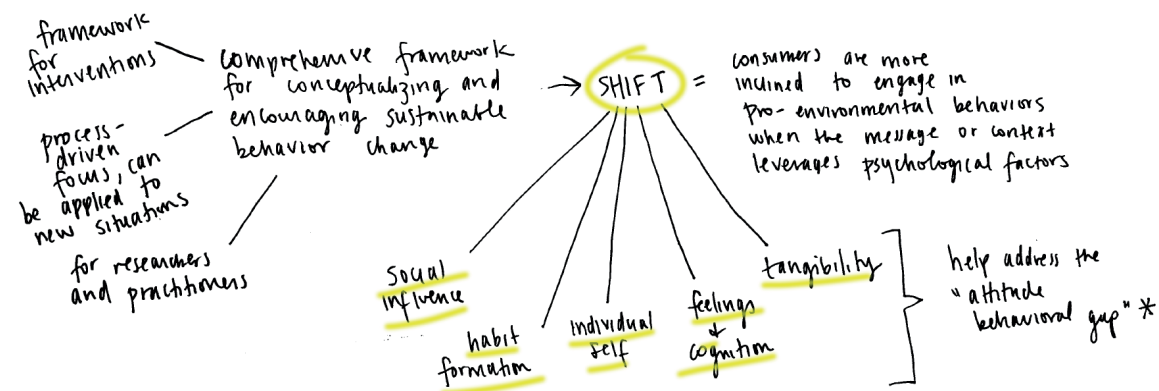 framework
for
interventions
process-
driven
focus, can
be applied to
new situations
for researchers
and practitioners
comprehensive framework
for conceptualizing and
encouraging sustainable
behavior change
→ SHIFT =
consumers are more
inclined to engage in
pro-environmental behaviors
when the message or context
leverages psychological factors
social
influence
habit
formation
individual
self
feelings
&
cognition
tangibility
help address the
"attitude
behavioral gap" *